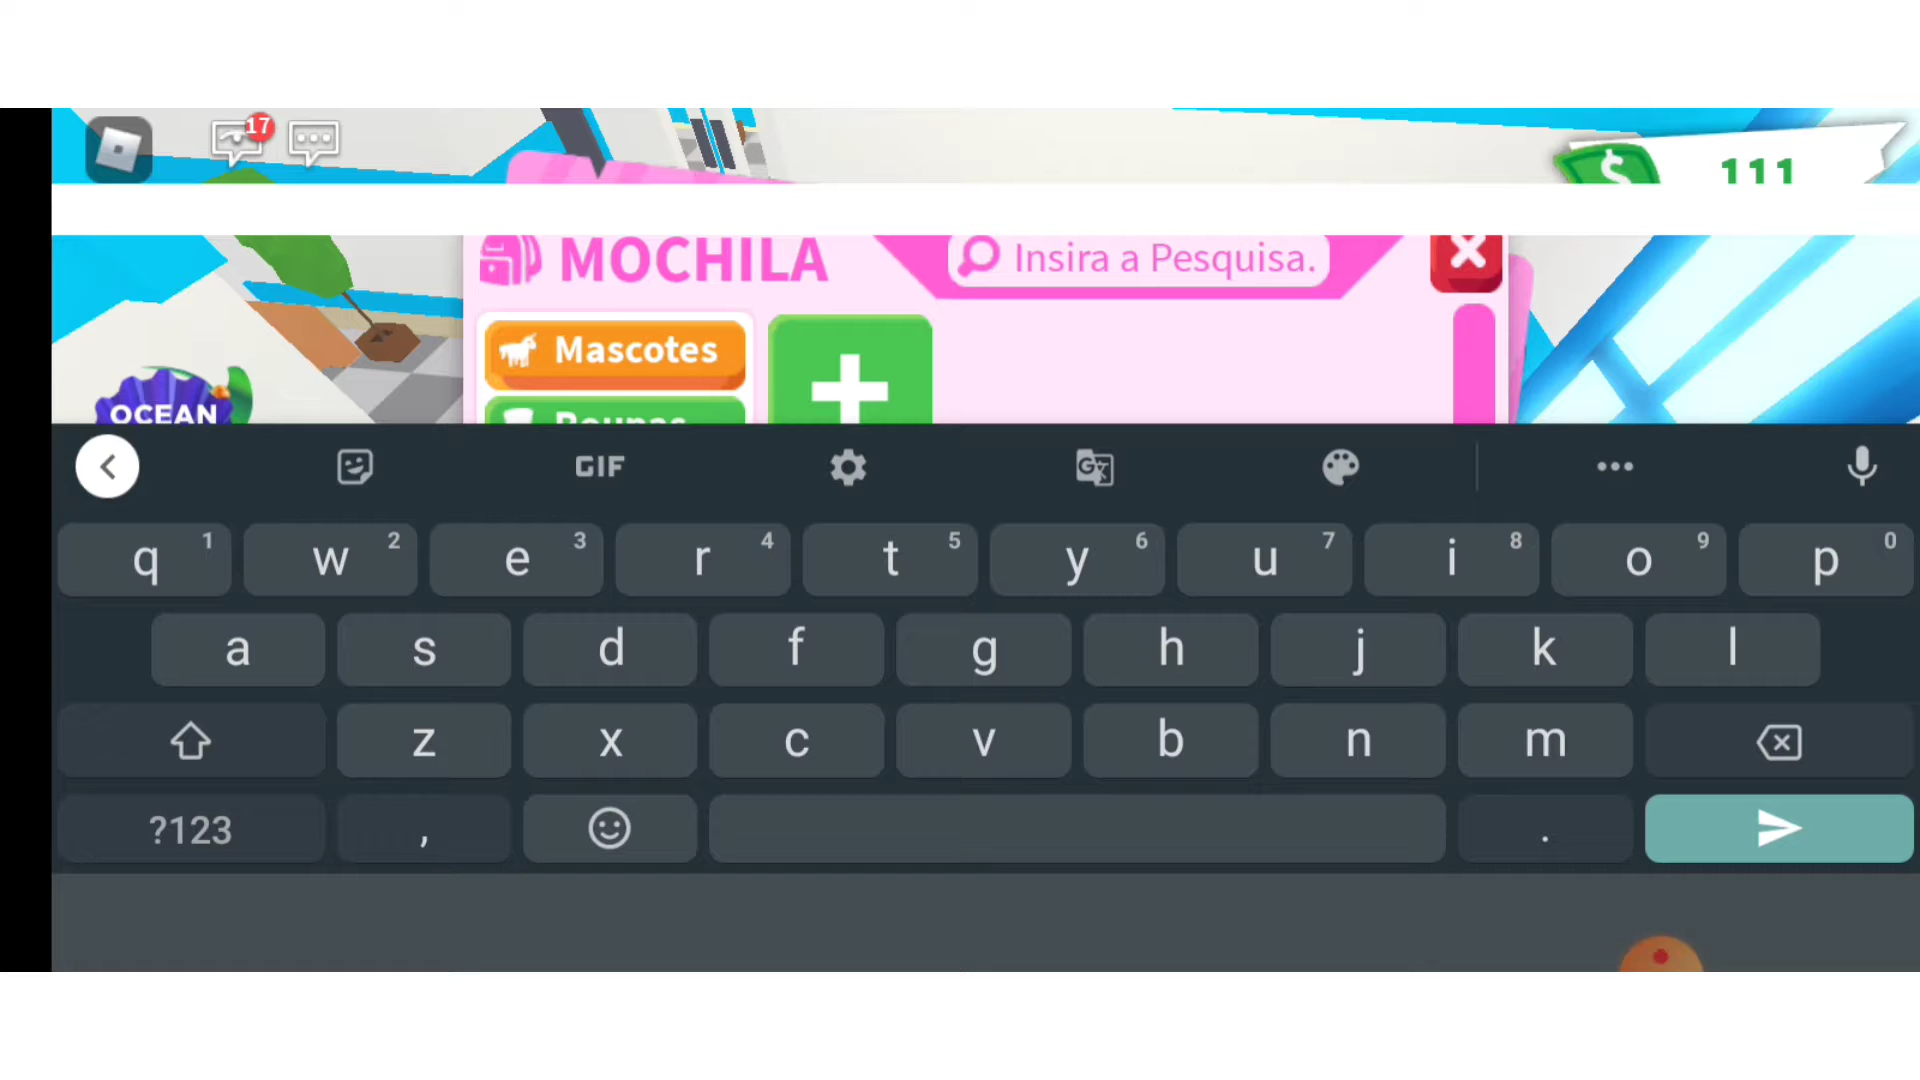 17
111
MOCHILA
Insira a Pesquisa.
Mascotes
Roupas
OCEAN
GIF
q 1 w 2 e 3 r 4 t 5 y 6 u 7 i 8 o 9 p 0
a s d f g h j k l
z x c v b n m
?123 , .